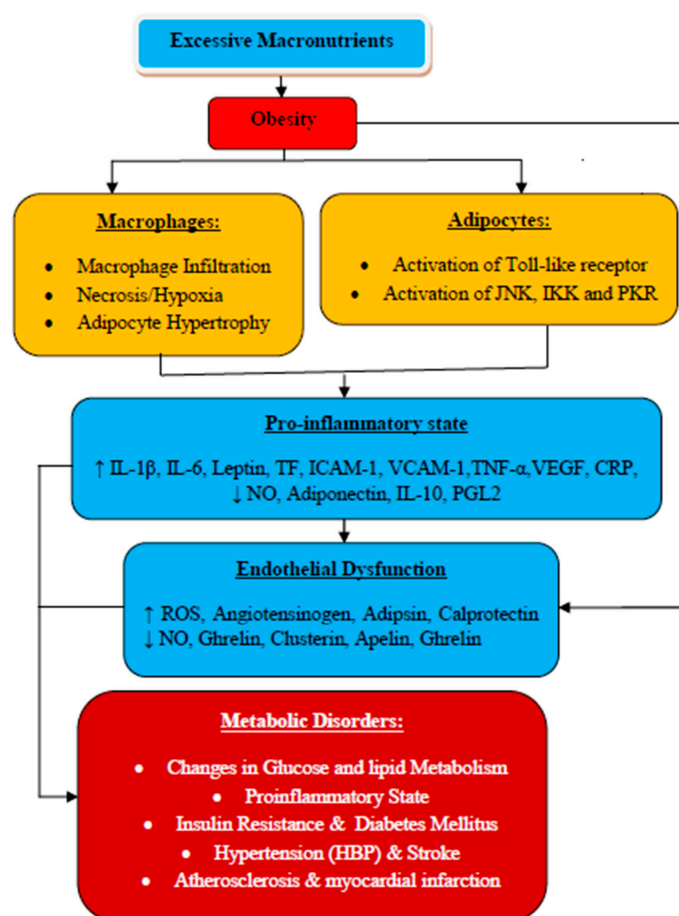 Excessive Macronutrients
Obesity
Macrophages:
• Macrophage Infiltration
• Necrosis/Hypoxia
• Adipocyte Hypertrophy
Adipocytes:
• Activation of Toll-like receptor
• Activation of JNK, IKK and PKR
Pro-inflammatory state
↑ IL-1β, IL-6, Leptin, TF, ICAM-1, VCAM-1,TNF-α,VEGF, CRP,
↓ NO, Adiponectin, IL-10, PGL2
Endothelial Dysfunction
↑ ROS, Angiotensinogen, Adipsin, Calprotectin
↓ NO, Ghrelin, Clusterin, Apelin, Ghrelin
Metabolic Disorders:
• Changes in Glucose and lipid Metabolism
• Proinflammatory State
• Insulin Resistance & Diabetes Mellitus
• Hypertension (HBP) & Stroke
• Atherosclerosis & myocardial infarction